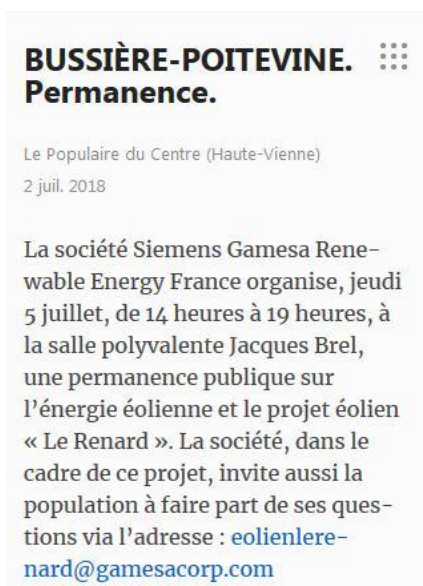 BUSSIÈRE-POITEVINE.
Permanence.
Le Populaire du Centre (Haute-Vienne)
2 juil. 2018
La société Siemens Gamesa Rene-
wable Energy France organise, jeudi
5 juillet, de 14 heures à 19 heures, à
la salle polyvalente Jacques Brel,
une permanence publique sur
l’énergie éolienne et le projet éolien
« Le Renard ». La société, dans le
cadre de ce projet, invite aussi la
population à faire part de ses ques-
tions via l’adresse : eolienlere-
nard@gamesacorp.com